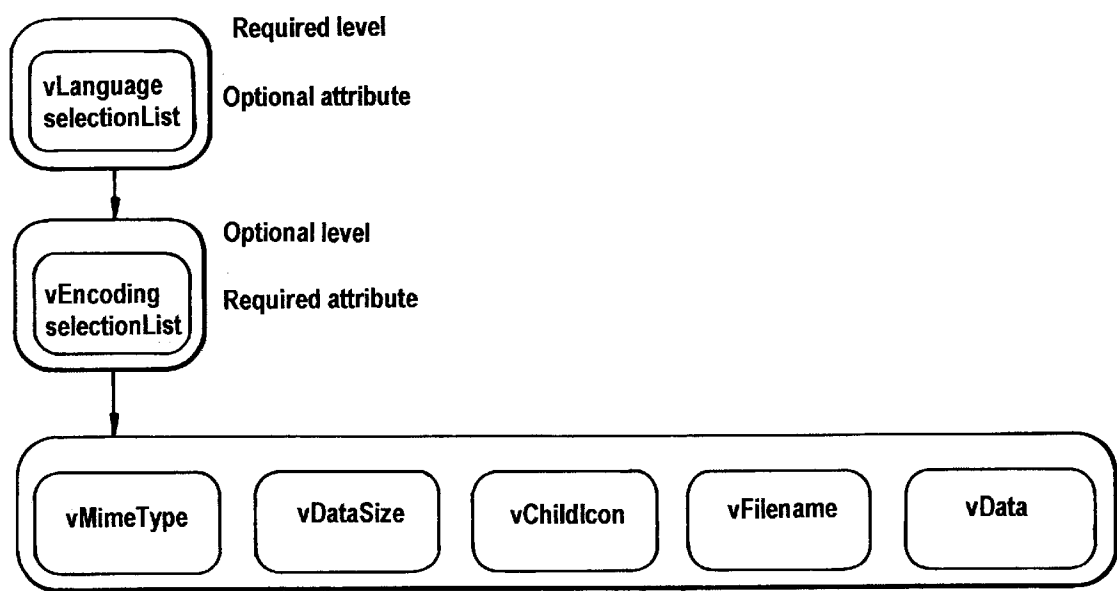 Required level
vLanguage
selectionList
Optional attribute
Optional level
vEncoding
selectionList
Required attribute
vMimeType
vDataSize
vChildIcon
vFilename
vData